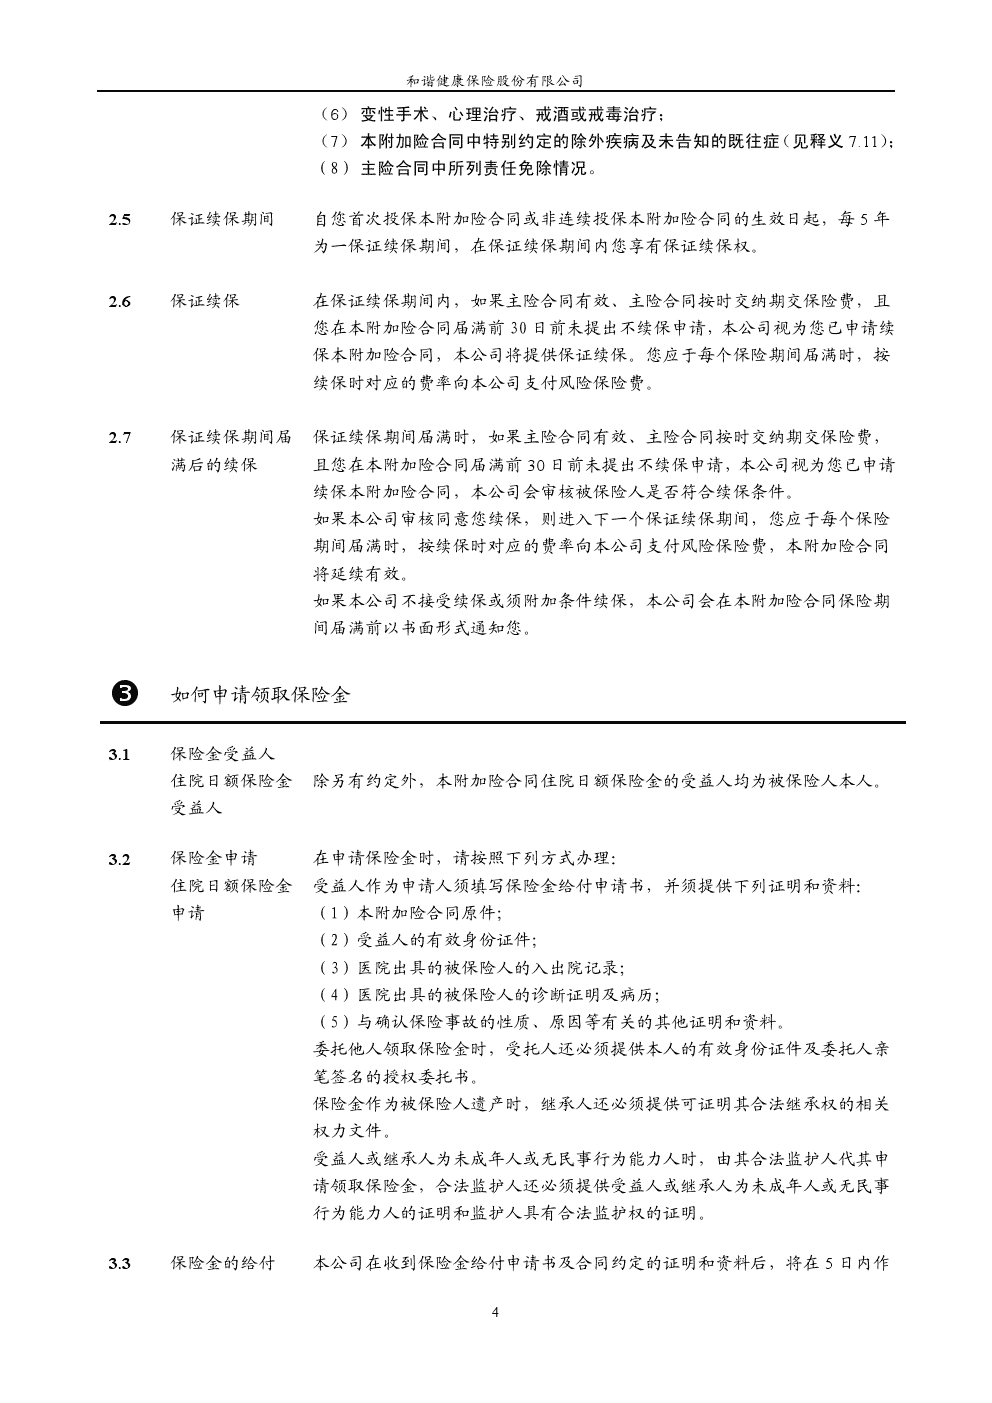 和谐健康保险股份有限公司
（6） 变性手术、心理治疗、戒酒或戒毒治疗；
（7） 本附加险合同中特别约定的除外疾病及未告知的既往症（见释义 7.11）；
（8） 主险合同中所列责任免除情况。
2.5 保证续保期间 自您首次投保本附加险合同或非连续投保本附加险合同的生效日起，每 5 年
为一保证续保期间，在保证续保期间内您享有保证续保权。
2.6 保证续保 在保证续保期间内，如果主险合同有效、主险合同按时交纳期交保险费，且
您在本附加险合同届满前 30 日前未提出不续保申请，本公司视为您已申请续
保本附加险合同，本公司将提供保证续保。您应于每个保险期间届满时，按
续保时对应的费率向本公司支付风险保险费。
2.7 保证续保期间届 保证续保期间届满时，如果主险合同有效、主险合同按时交纳期交保险费，
满后的续保 且您在本附加险合同届满前 30 日前未提出不续保申请，本公司视为您已申请
续保本附加险合同，本公司会审核被保险人是否符合续保条件。
如果本公司审核同意您续保，则进入下一个保证续保期间，您应于每个保险
期间届满时，按续保时对应的费率向本公司支付风险保险费，本附加险合同
将延续有效。
如果本公司不接受续保或须附加条件续保，本公司会在本附加险合同保险期
间届满前以书面形式通知您。
❸ 如何申请领取保险金
3.1 保险金受益人
住院日额保险金 除另有约定外，本附加险合同住院日额保险金的受益人均为被保险人本人。
受益人
3.2 保险金申请 在申请保险金时，请按照下列方式办理：
住院日额保险金 受益人作为申请人须填写保险金给付申请书，并须提供下列证明和资料：
申请 （1）本附加险合同原件；
（2）受益人的有效身份证件；
（3）医院出具的被保险人的入出院记录；
（4）医院出具的被保险人的诊断证明及病历；
（5）与确认保险事故的性质、原因等有关的其他证明和资料。
委托他人领取保险金时，受托人还必须提供本人的有效身份证件及委托人亲
笔签名的授权委托书。
保险金作为被保险人遗产时，继承人还必须提供可证明其合法继承权的相关
权力文件。
受益人或继承人为未成年人或无民事行为能力人时，由其合法监护人代其申
请领取保险金，合法监护人还必须提供受益人或继承人为未成年人或无民事
行为能力人的证明和监护人具有合法监护权的证明。
3.3 保险金的给付 本公司在收到保险金给付申请书及合同约定的证明和资料后，将在 5 日内作
4